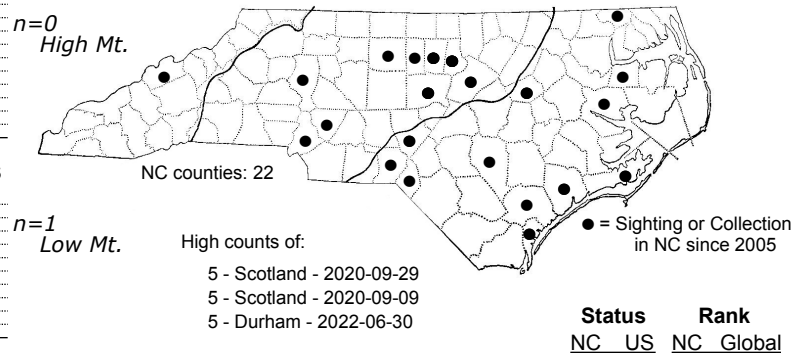 n=0
High Mt.
NC counties: 22
n=1
Low Mt.
High counts of:
5 - Scotland - 2020-09-29
5 - Scotland - 2020-09-09
5 - Durham - 2022-06-30
● = Sighting or Collection
in NC since 2005
Status Rank
NC US NC Global